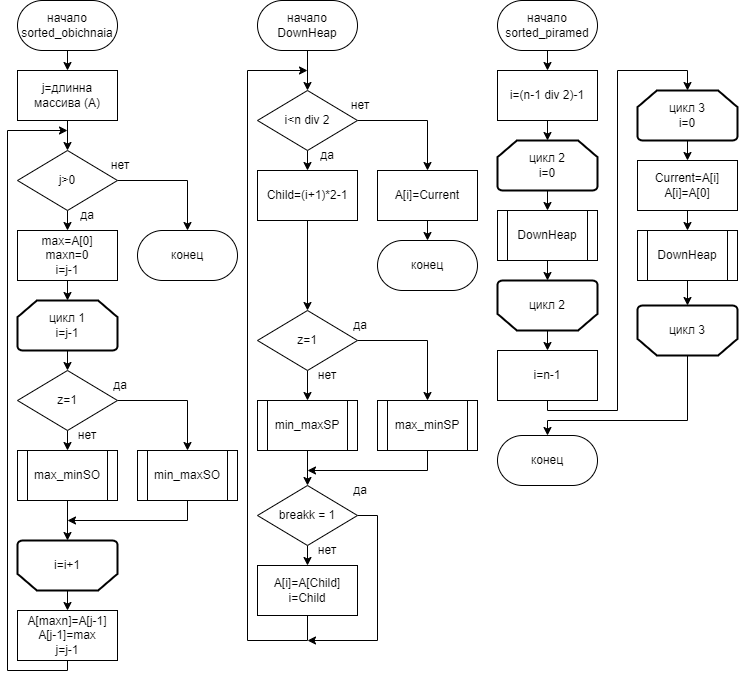 начало
sorted_obichnaia
j=длинна
массива (A)
j>0
нет
да
max=A[0]
maxn=0
i=j-1
конец
цикл 1
i=j-1
z=1
да
нет
max_minSO
min_maxSO
i=i+1
A[maxn]=A[j-1]
A[j-1]=max
j=j-1
начало
DownHeap
i<n div 2
нет
да
Child=(i+1)*2-1
A[i]=Current
конец
z=1
да
нет
min_maxSP
max_minSP
breakk = 1
да
нет
A[i]=A[Child]
i=Child
начало
sorted_piramed
i=(n-1 div 2)-1
цикл 2
i=0
DownHeap
цикл 2
i=n-1
конец
цикл 3
i=0
Current=A[i]
A[i]=A[0]
DownHeap
цикл 3